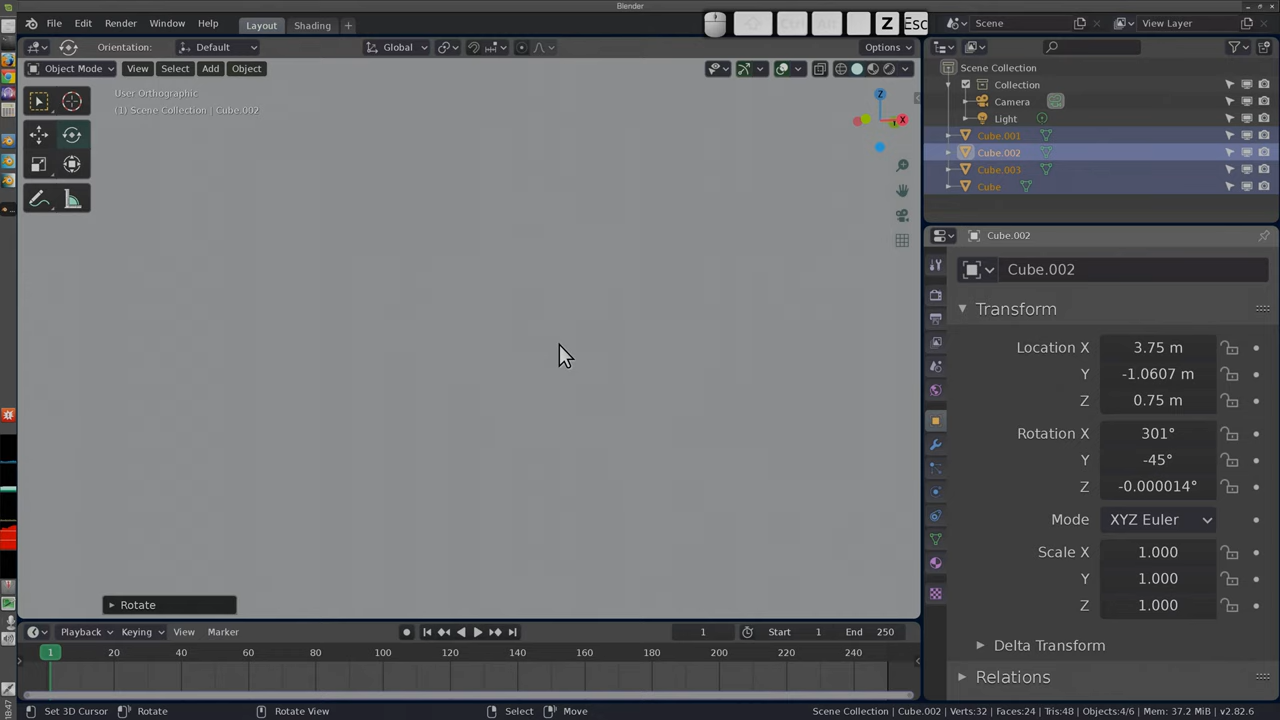 Blender
File
Edit
Render
Window
Help
Layout
Shading
+
Ctrl
Alt
Z
Esc
Scene
View Layer
Orientation:
Default
Global
Options
Object Mode
View
Select
Add
Object
User Orthographic
(1) Scene Collection | Cube.002
Z
X
Y
Scene Collection
Collection
Camera
Light
Cube.001
Cube.002
Cube.003
Cube
Cube.002
Cube.002
Transform
Location X
3.75 m
Y
-1.0607 m
Z
0.75 m
Rotation X
301°
Y
-45°
Z
-0.000014°
Mode
XYZ Euler
Scale X
1.000
Y
1.000
Z
1.000
Delta Transform
Relations
Rotate
Playback
Keying
View
Marker
1
Start
1
End
250
1
20
40
60
80
100
120
140
160
180
200
220
240
Set 3D Cursor
Rotate
Rotate View
Select
Move
Scene Collection | Cube.002 | Verts:32 | Faces:24 | Tris:48 | Objects:4/6 | Mem: 37.2 MiB | v2.82.6
18:47